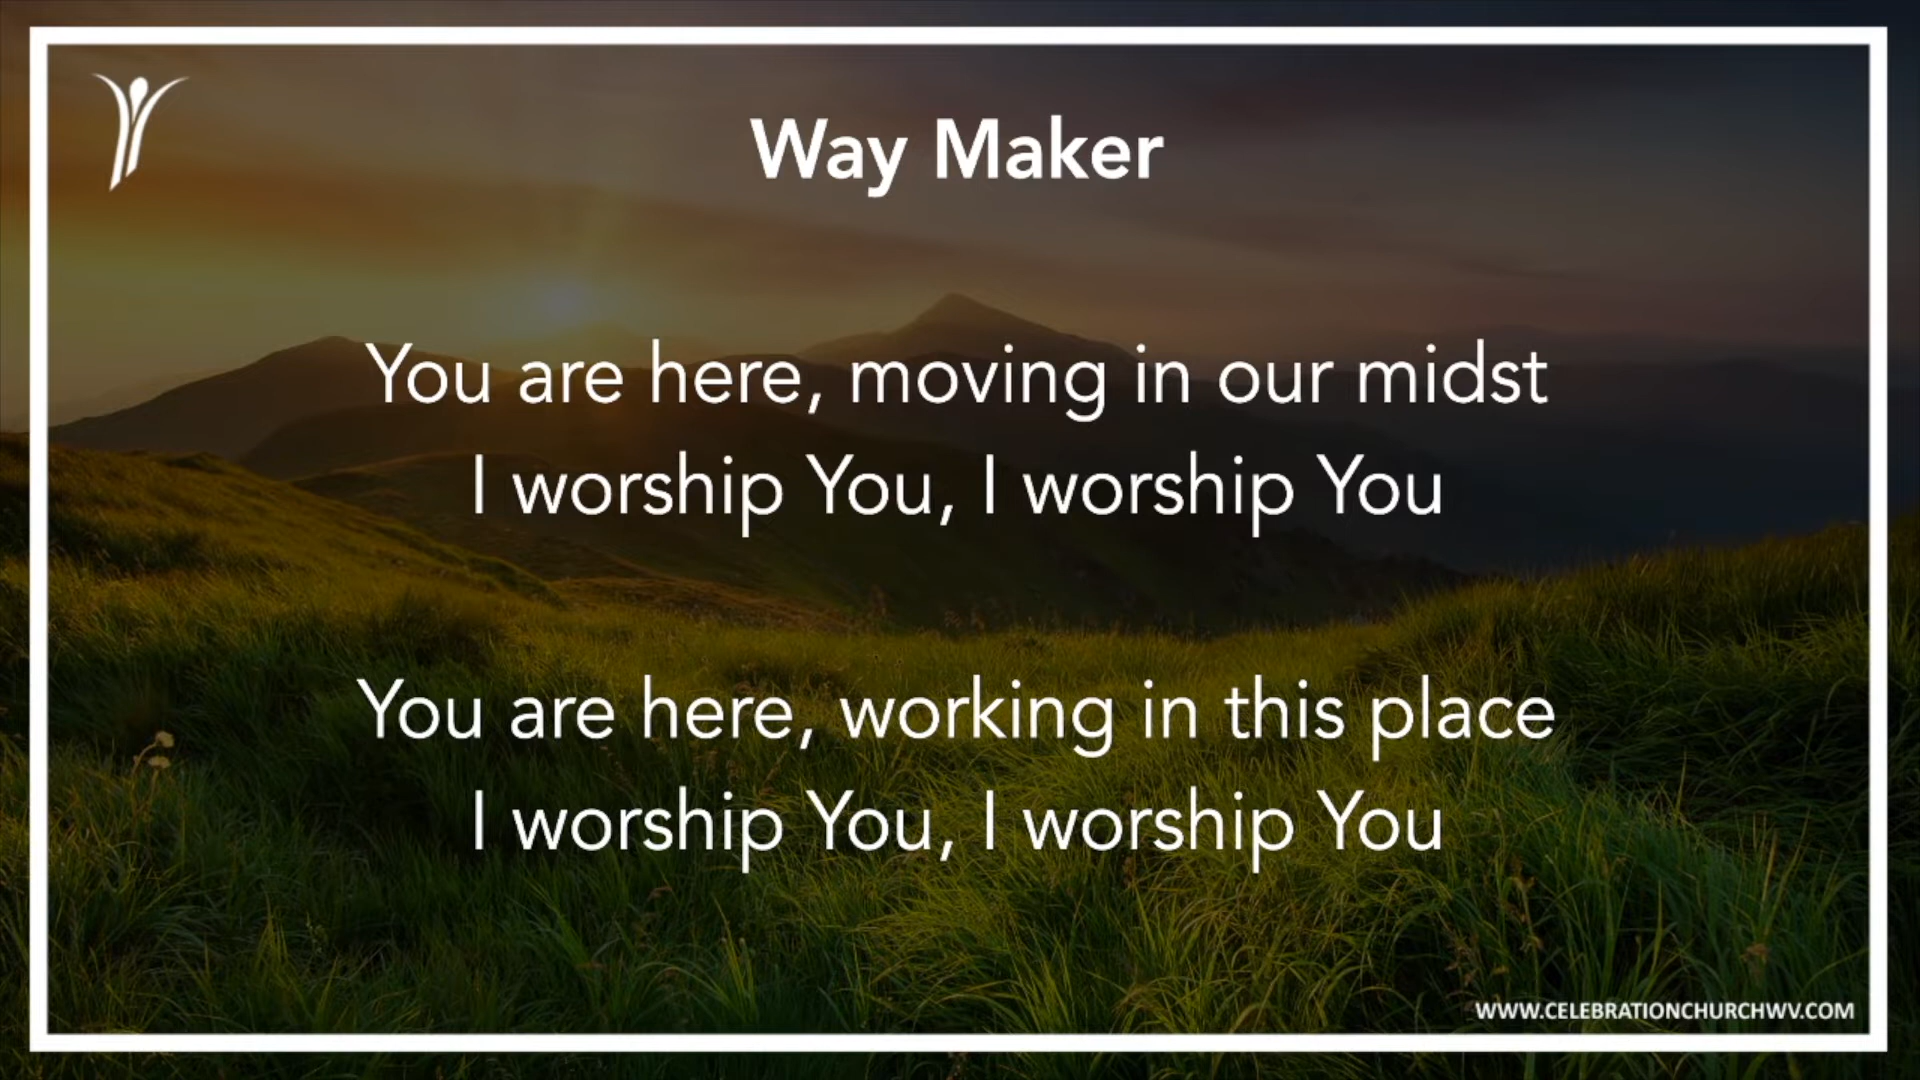 Way Maker
You are here, moving in our midst
I worship You, I worship You
You are here, working in this place
I worship You, I worship You
WWW.CELEBRATIONCHURCHWV.COM